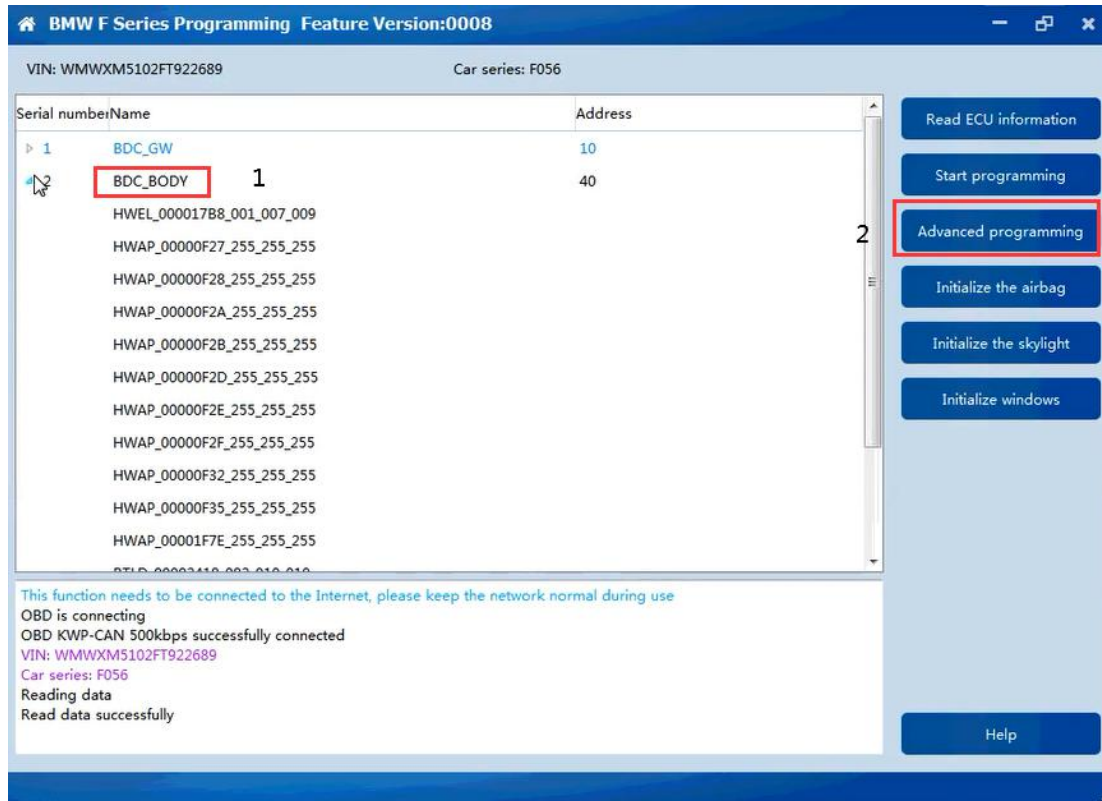 BMW F Series Programming Feature Version:0008
VIN: WMWXM5102FT922689 Car series: F056
Serial number Name Address
1 BDC_GW 10
2 BDC_BODY 1 40
HWEL_000017B8_001_007_009
HWAP_00000F27_255_255_255
HWAP_00000F28_255_255_255
HWAP_00000F2A_255_255_255
HWAP_00000F2B_255_255_255
HWAP_00000F2D_255_255_255
HWAP_00000F2E_255_255_255
HWAP_00000F2F_255_255_255
HWAP_00000F32_255_255_255
HWAP_00000F35_255_255_255
HWAP_00001F7E_255_255_255
Read ECU information
Start programming
2 Advanced programming
Initialize the airbag
Initialize the skylight
Initialize windows
This function needs to be connected to the Internet, please keep the network normal during use
OBD is connecting
OBD KWP-CAN 500kbps successfully connected
VIN: WMWXM5102FT922689
Car series: F056
Reading data
Read data successfully
Help